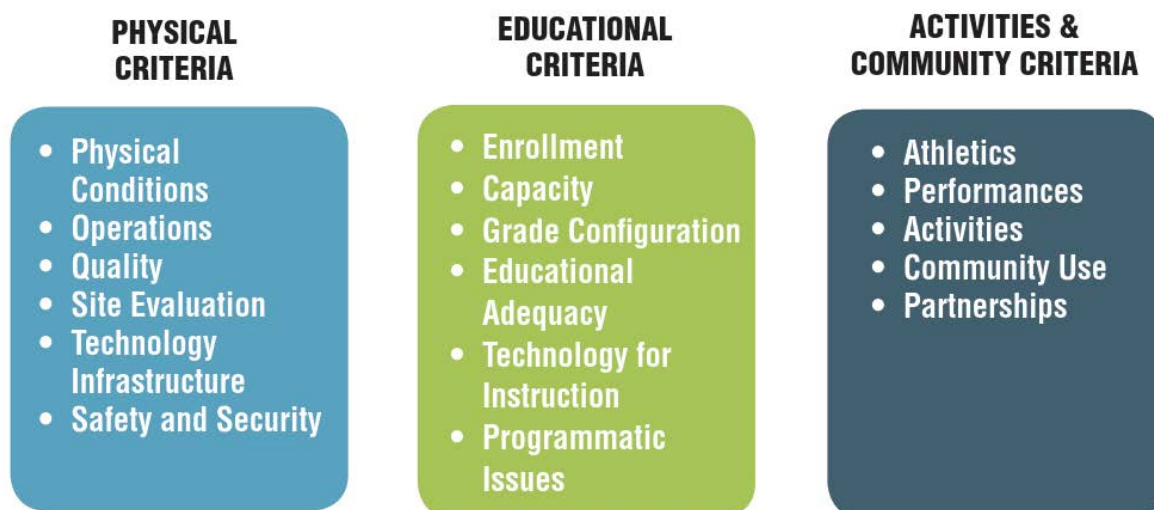 PHYSICAL
CRITERIA
• Physical
Conditions
• Operations
• Quality
• Site Evaluation
• Technology
Infrastructure
• Safety and Security
EDUCATIONAL
CRITERIA
• Enrollment
• Capacity
• Grade Configuration
• Educational
Adequacy
• Technology for
Instruction
• Programmatic
Issues
ACTIVITIES &
COMMUNITY CRITERIA
• Athletics
• Performances
• Activities
• Community Use
• Partnerships